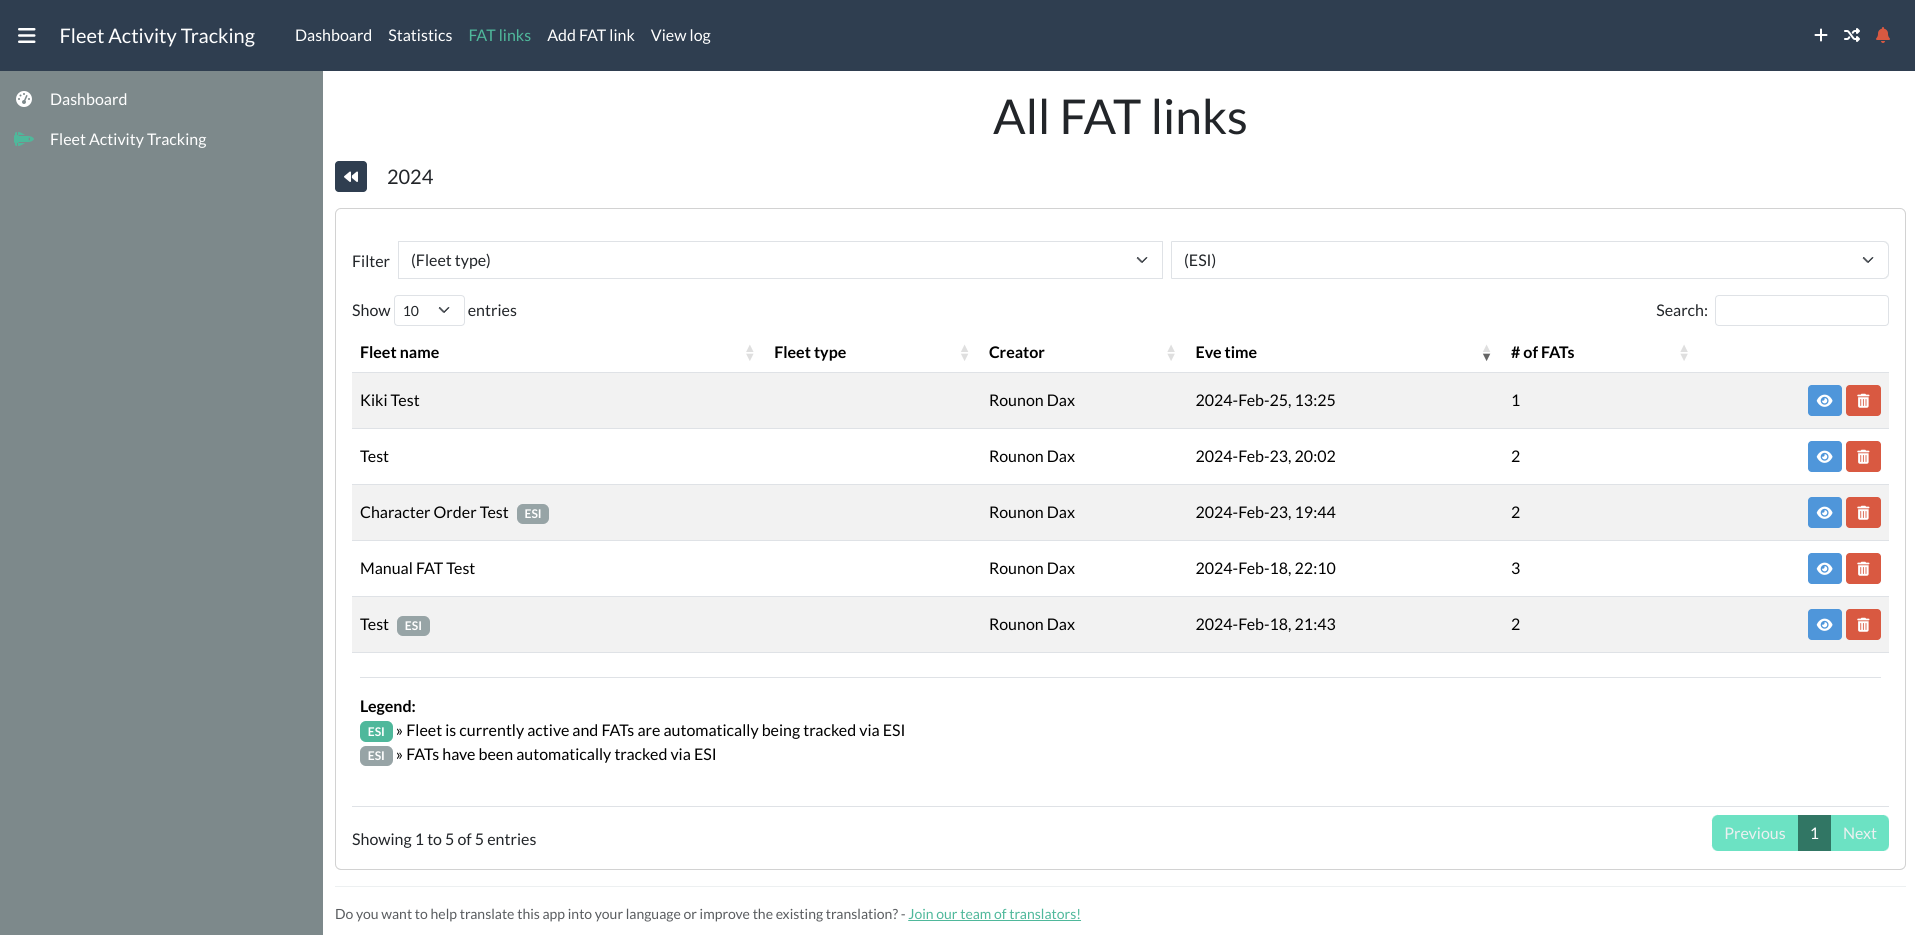 Fleet Activity Tracking Dashboard Statistics FAT links Add FAT link View log
Dashboard
Fleet Activity Tracking
All FAT links
2024
Filter (Fleet type) (ESI)
Show 10 entries Search:
Fleet name Fleet type Creator Eve time # of FATs
Kiki Test Rounon Dax 2024-Feb-25, 13:25 1
Test Rounon Dax 2024-Feb-23, 20:02 2
Character Order Test ESI Rounon Dax 2024-Feb-23, 19:44 2
Manual FAT Test Rounon Dax 2024-Feb-18, 22:10 3
Test ESI Rounon Dax 2024-Feb-18, 21:43 2
Legend:
ESI » Fleet is currently active and FATs are automatically being tracked via ESI
ESI » FATs have been automatically tracked via ESI
Showing 1 to 5 of 5 entries Previous 1 Next
Do you want to help translate this app into your language or improve the existing translation? - Join our team of translators!